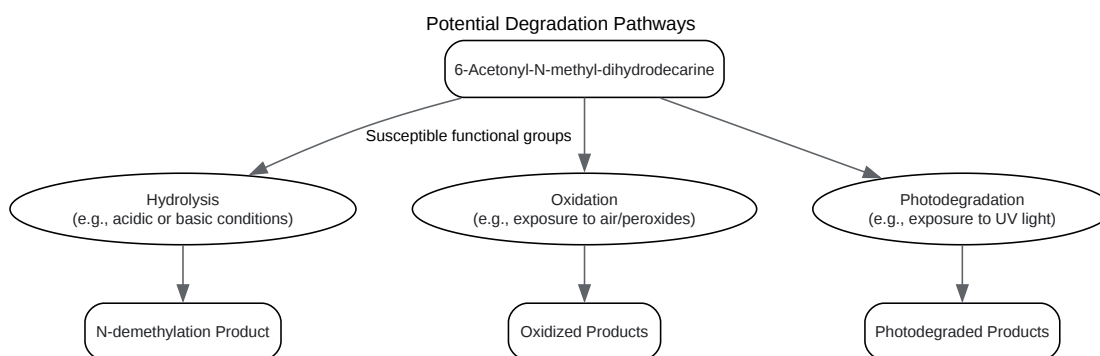 Potential Degradation Pathways
6-Acetonyl-N-methyl-dihydrodecarine
Susceptible functional groups
Hydrolysis
(e.g., acidic or basic conditions)
Oxidation
(e.g., exposure to air/peroxides)
Photodegradation
(e.g., exposure to UV light)
N-demethylation Product
Oxidized Products
Photodegraded Products